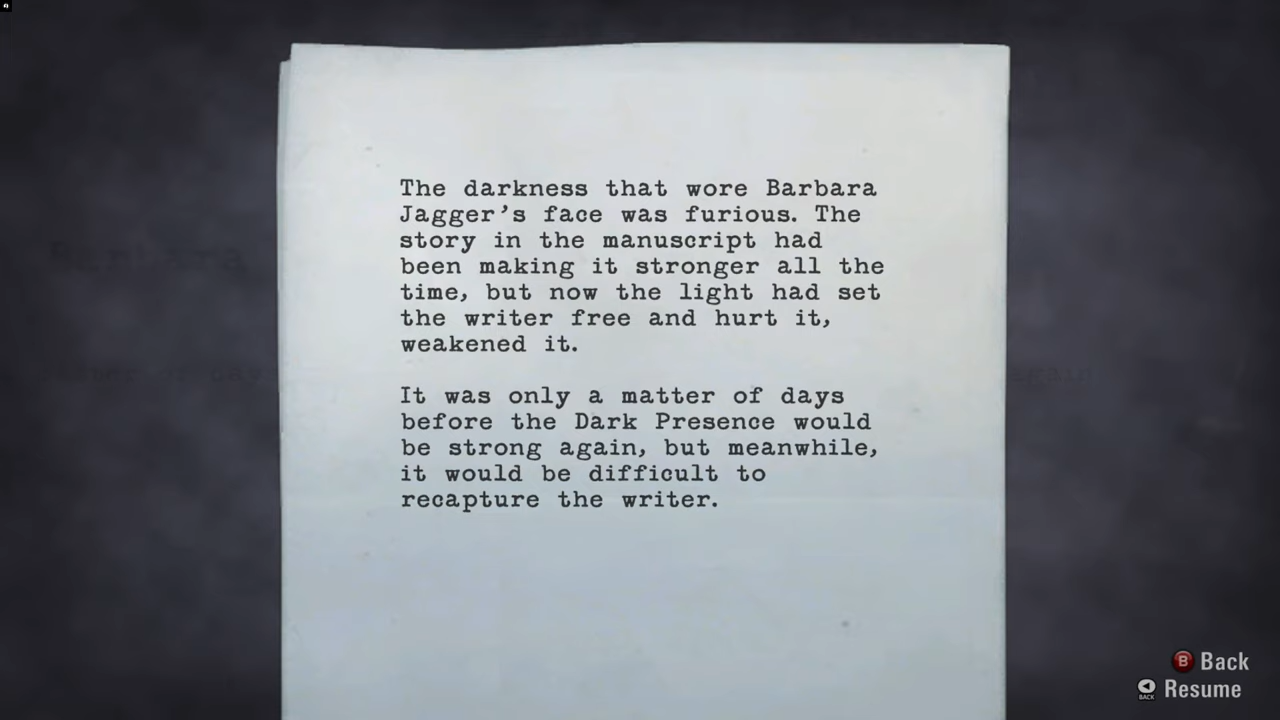 The darkness that wore Barbara
Jagger's face was furious. The
story in the manuscript had
been making it stronger all the
time, but now the light had set
the writer free and hurt it,
weakened it.
It was only a matter of days
before the Dark Presence would
be strong again, but meanwhile,
it would be difficult to
recapture the writer.
B Back
BACK Resume